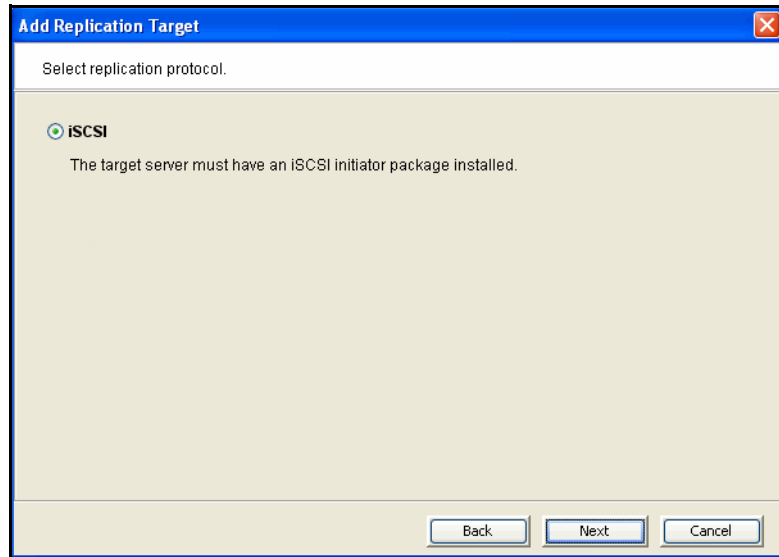 Add Replication Target
Select replication protocol.
iSCSI
The target server must have an iSCSI initiator package installed.
Back Next Cancel